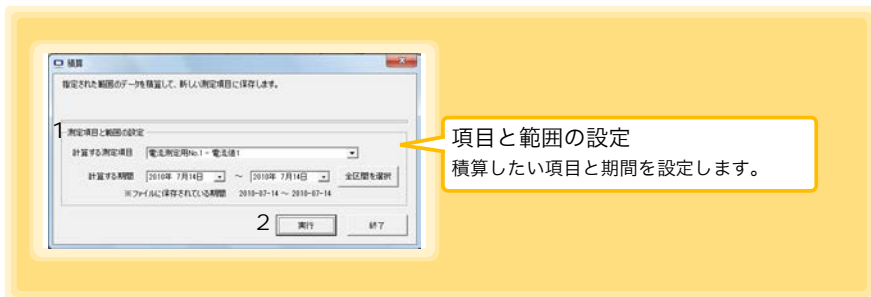 積算
指定された範囲のデータを積算して、新しい測定項目に保存します。
1
測定項目と範囲の設定
計算する測定項目 電流測定用No.1 - 電流値1
計算する期間 2010年 7月14日 ～ 2010年 7月14日 全区間を選択
※ファイルに保存されている期間 2010-07-14 ～ 2010-07-14
2 実行 終了
項目と範囲の設定
積算したい項目と期間を設定します。